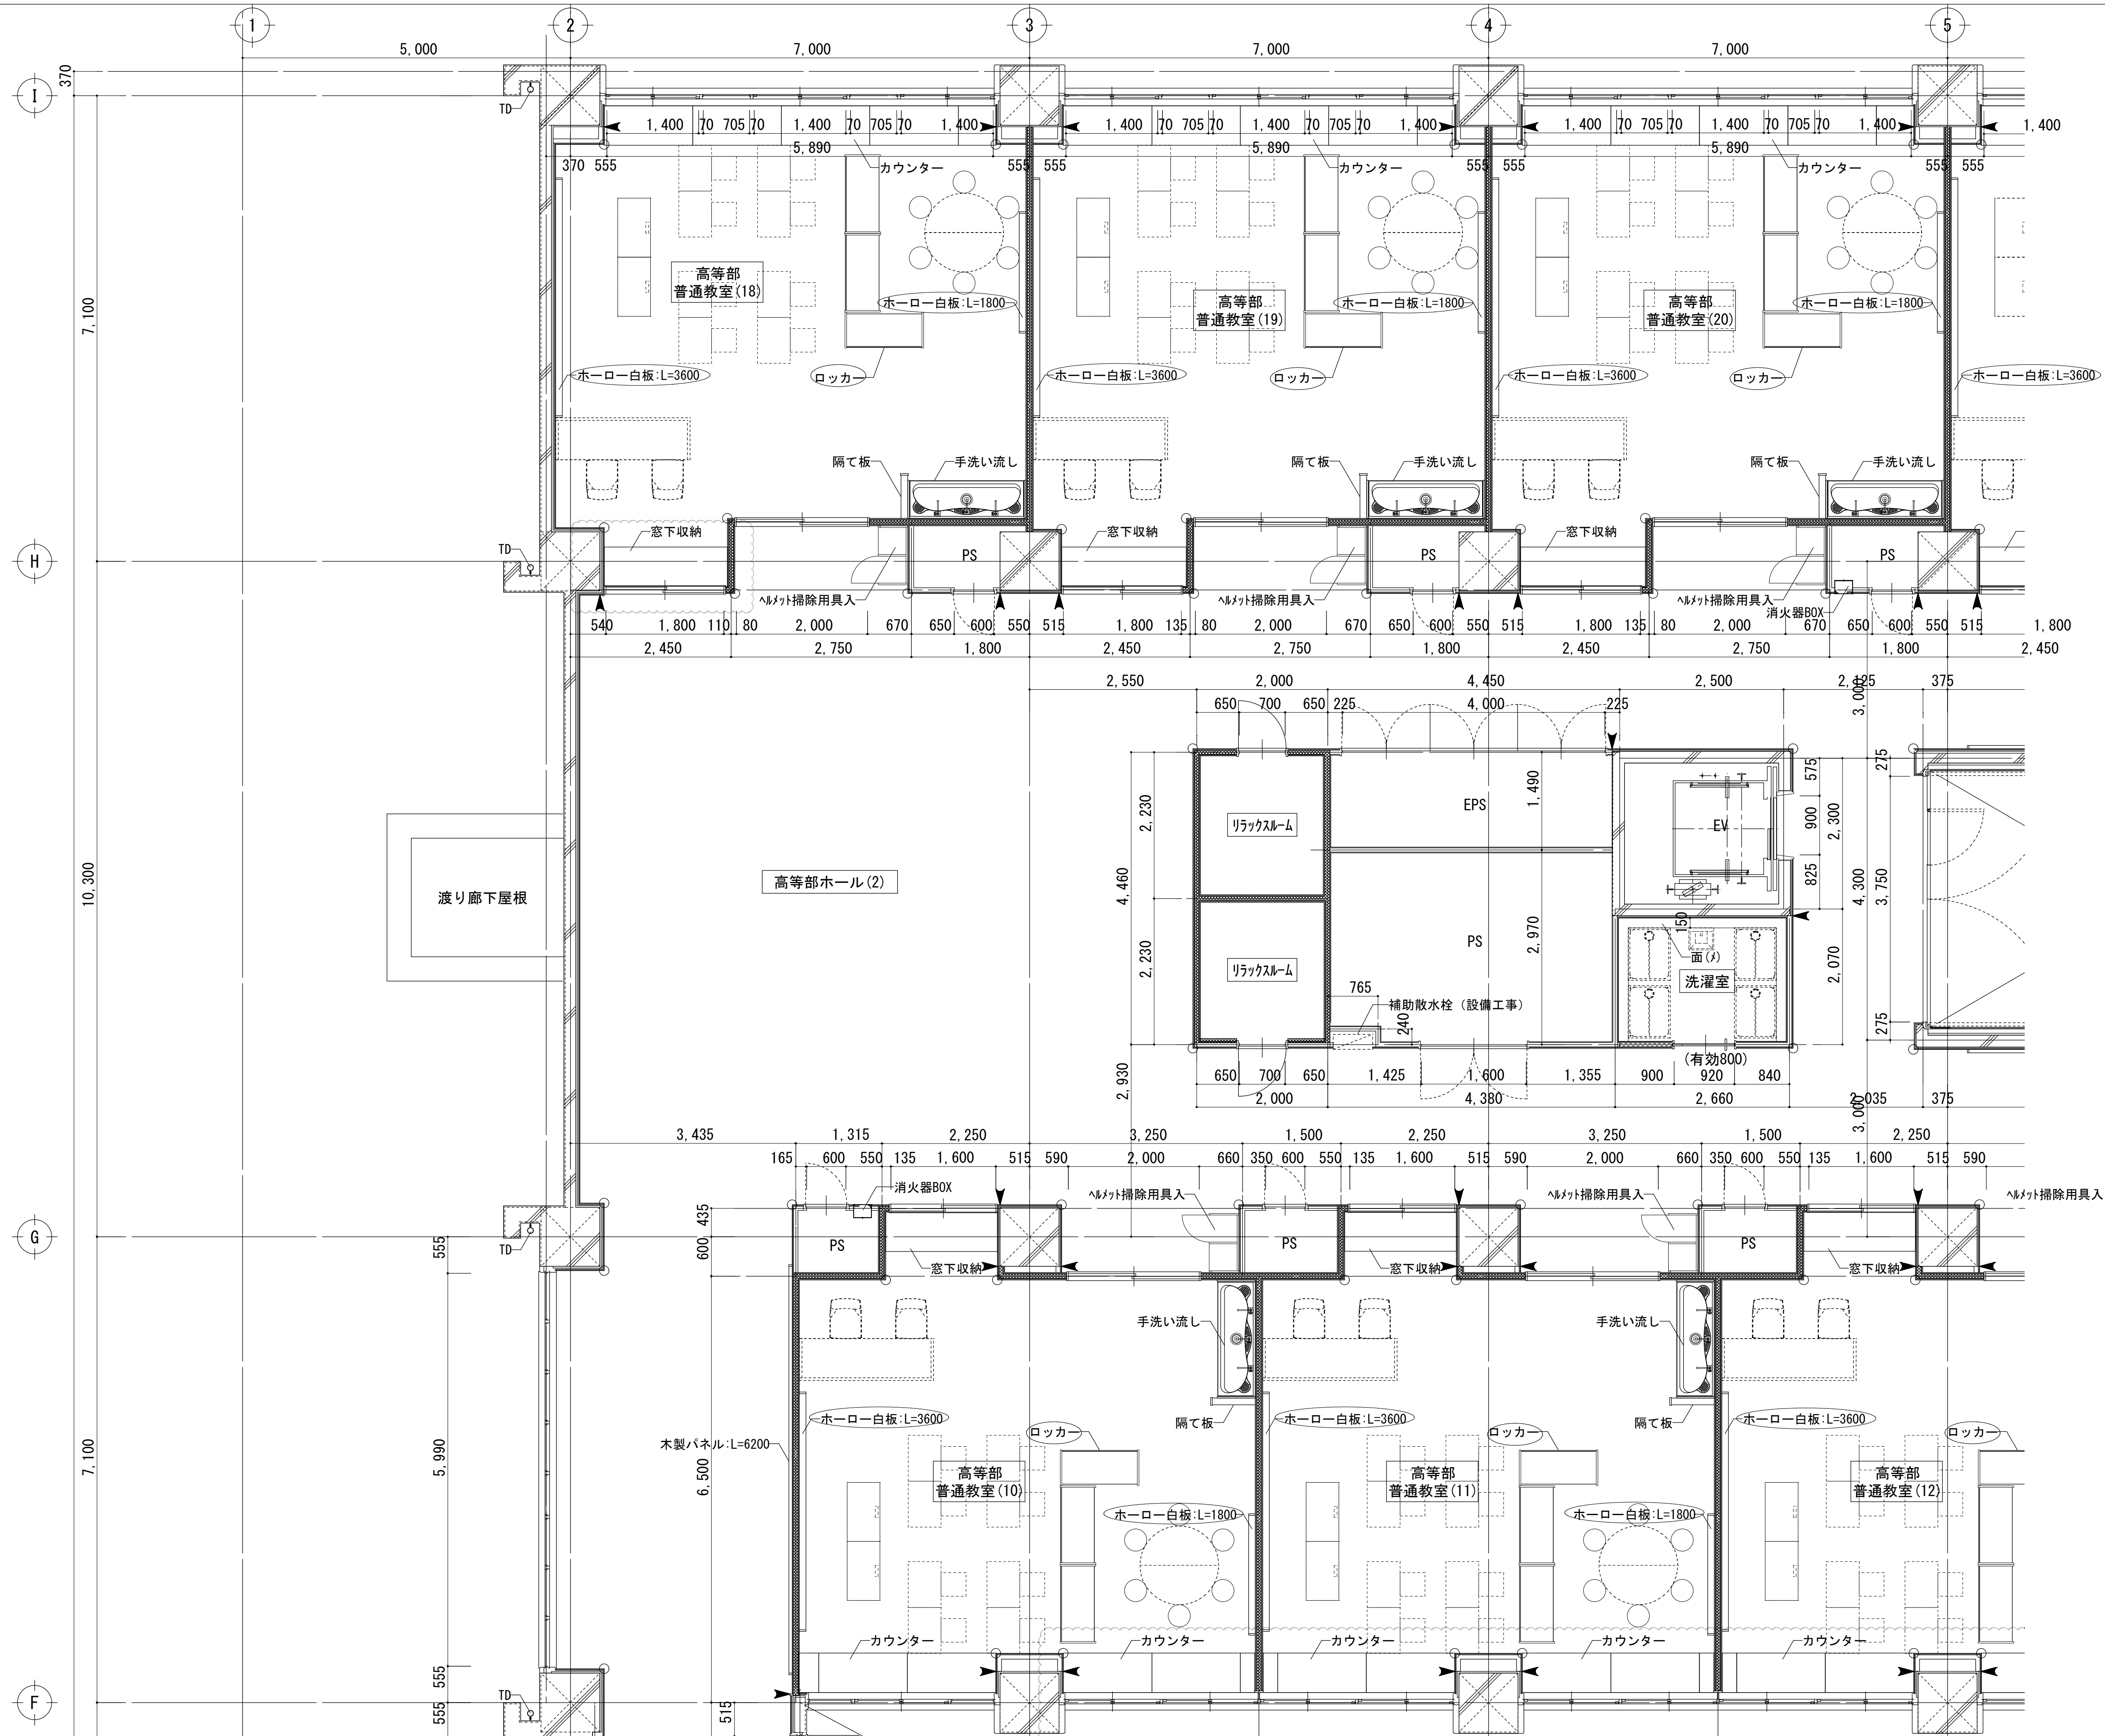 1 2 3 4 5
5,000 7,000 7,000 7,000
370
I
TD
1,400 70 705 70 1,400 70 705 70 1,400 1,400 70 705 70 1,400 70 705 70 1,400 1,400 70 705 70 1,400 70 705 70 1,400 1,400
5,890 5,890
370 555 555 555 555 555 555 555
カウンター カウンター カウンター
高等部
普通教室(18)
高等部
普通教室(19)
高等部
普通教室(20)
ホーロー白板:L=1800 ホーロー白板:L=1800 ホーロー白板:L=1800
7,100
ホーロー白板:L=3600 ロッカー ホーロー白板:L=3600 ロッカー ホーロー白板:L=3600 ロッカー ホーロー白板:L=3600
隔て板 手洗い流し 隔て板 手洗い流し 隔て板 手洗い流し
窓下収納 窓下収納 窓下収納
H
TD
PS PS PS
ヘルメット掃除用具入 ヘルメット掃除用具入 ヘルメット掃除用具入
消火器BOX
540 1,800 110 80 2,000 670 650 600 550 515 1,800 135 80 2,000 670 650 600 550 515 1,800 135 80 2,000 670 650 600 550 515 1,800
2,450 2,750 1,800 2,450 2,750 1,800 2,450 2,750 1,800 2,450
2,550 2,000 4,450 2,500 2,125 375
3,000
650 700 650 225 4,000 225
2,230
1,490
575
275
EPS
リラックスルーム
EV
900
2,300
825
10,300
渡り廊下屋根
高等部ホール(2)
4,460
4,300
3,750
2,230
PS
2,970
150
面(メ)
洗濯室
2,070
リラックスルーム
765
補助散水栓（設備工事）
240
275
(有効800)
2,930
650 700 650 1,425 1,600 1,355 900 920 840
2,000 4,380 2,660 2,035 375
3,000
3,435 1,315 2,250 3,250 1,500 2,250 3,250 1,500 2,250
165 600 550 135 1,600 515 590 2,000 660 350 600 550 135 1,600 515 590 2,000 660 350 600 550 135 1,600 515 590
消火器BOX
ヘルメット掃除用具入 ヘルメット掃除用具入 ヘルメット掃除用具入
435
G
TD
555
600
PS PS PS
窓下収納 窓下収納 窓下収納
手洗い流し 手洗い流し
隔て板 隔て板
ホーロー白板:L=3600 ホーロー白板:L=3600 ホーロー白板:L=3600
ロッカー ロッカー ロッカー
木製パネル:L=6200
7,100
5,990
6,500
高等部
普通教室(10)
高等部
普通教室(11)
高等部
普通教室(12)
ホーロー白板:L=1800 ホーロー白板:L=1800
カウンター カウンター カウンター カウンター カウンター
555
F
TD
555
515